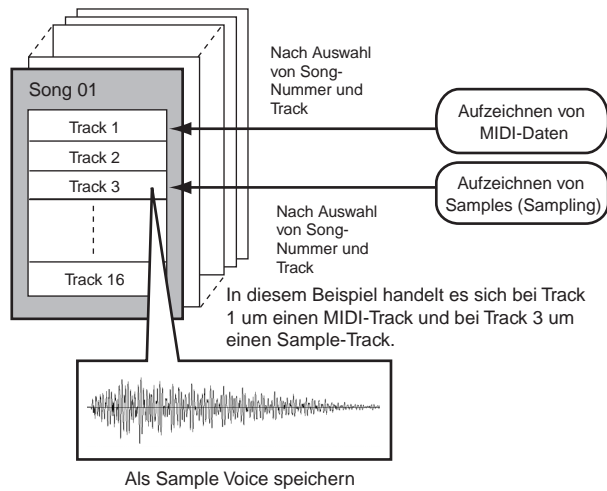 Song 01
Track 1
Track 2
Track 3
Track 16
Nach Auswahl
von Song-
Nummer und
Track
Aufzeichnen von
MIDI-Daten
Aufzeichnen von
Samples (Sampling)
Nach Auswahl
von Song-
Nummer und
Track
In diesem Beispiel handelt es sich bei Track
1 um einen MIDI-Track und bei Track 3 um
einen Sample-Track.
Als Sample Voice speichern